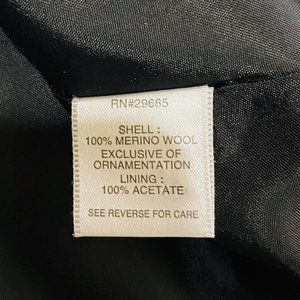 RN#29685
SHELL :
100% MERINO WOOL
EXCLUSIVE OF
ORNAMENTATION
LINING :
100% ACETATE
SEE REVERSE FOR CARE